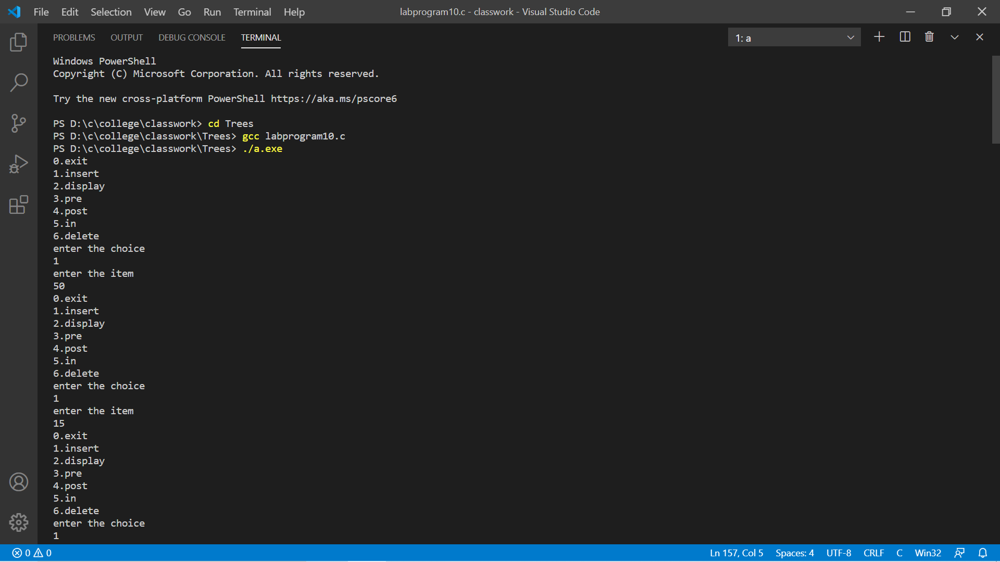 File Edit Selection View Go Run Terminal Help labprogram10.c - classwork - Visual Studio Code
PROBLEMS OUTPUT DEBUG CONSOLE TERMINAL 1: a
Windows PowerShell
Copyright (C) Microsoft Corporation. All rights reserved.
Try the new cross-platform PowerShell https://aka.ms/pscore6
PS D:\c\college\classwork> cd Trees
PS D:\c\college\classwork\Trees> gcc labprogram10.c
PS D:\c\college\classwork\Trees> ./a.exe
0.exit
1.insert
2.display
3.pre
4.post
5.in
6.delete
enter the choice
1
enter the item
50
0.exit
1.insert
2.display
3.pre
4.post
5.in
6.delete
enter the choice
1
enter the item
15
0.exit
1.insert
2.display
3.pre
4.post
5.in
6.delete
enter the choice
1
0 0 Ln 157, Col 5 Spaces: 4 UTF-8 CRLF C Win32